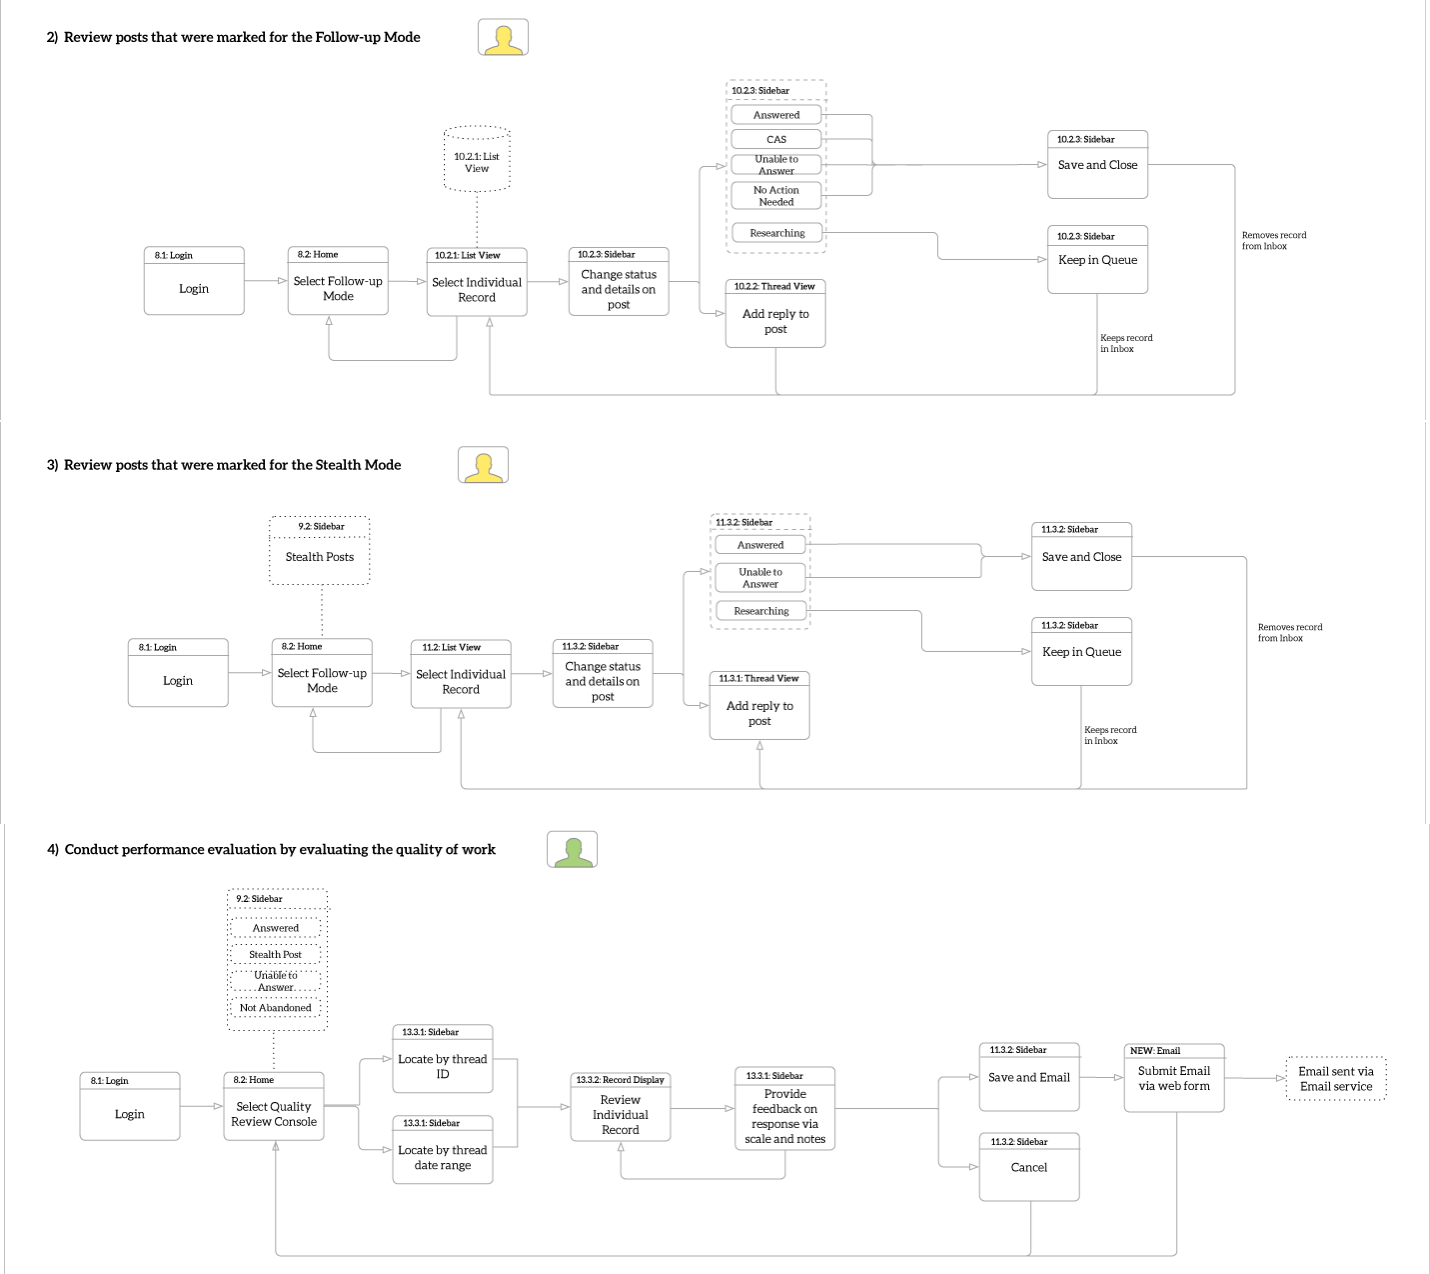 2) Review posts that were marked for the Follow-up Mode
10.2.3: Sidebar
Answered
CAS
Unable to
Answer
No Action
Needed
Researching
10.2.1: List
View
10.2.3: Sidebar
Save and Close
10.2.3: Sidebar
Keep in Queue
Removes record
from Inbox
8.1: Login
Login
8.2: Home
Select Follow-up
Mode
10.2.1: List View
Select Individual
Record
10.2.3: Sidebar
Change status
and details on
post
10.2.2: Thread View
Add reply to
post
Keeps record
in Inbox
3) Review posts that were marked for the Stealth Mode
9.2: Sidebar
Stealth Posts
11.3.2: Sidebar
Answered
Unable to
Answer
Researching
11.3.2: Sidebar
Save and Close
11.3.2: Sidebar
Keep in Queue
Removes record
from Inbox
8.1: Login
Login
8.2: Home
Select Follow-up
Mode
11.2: List View
Select Individual
Record
11.3.2: Sidebar
Change status
and details on
post
11.3.1: Thread View
Add reply to
post
Keeps record
in Inbox
4) Conduct performance evaluation by evaluating the quality of work
9.2: Sidebar
Answered
Stealth Post
Unable to
Answer
Not Abandoned
8.1: Login
Login
8.2: Home
Select Quality
Review Console
13.3.1: Sidebar
Locate by thread
ID
13.3.1: Sidebar
Locate by thread
date range
13.3.2: Record Display
Review
Individual
Record
13.3.1: Sidebar
Provide
feedback on
response via
scale and notes
11.3.2: Sidebar
Save and Email
11.3.2: Sidebar
Cancel
NEW: Email
Submit Email
via web form
Email sent via
Email service